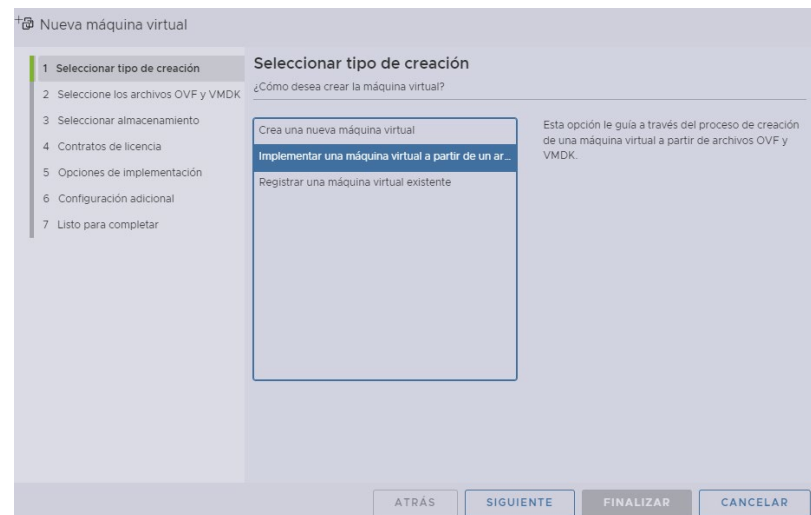 Nueva máquina virtual
1 Seleccionar tipo de creación
2 Seleccione los archivos OVF y VMDK
3 Seleccionar almacenamiento
4 Contratos de licencia
5 Opciones de implementación
6 Configuración adicional
7 Listo para completar
Seleccionar tipo de creación
¿Cómo desea crear la máquina virtual?
Crea una nueva máquina virtual
Implementar una máquina virtual a partir de un ar...
Registrar una máquina virtual existente
Esta opción le guía a través del proceso de creación
de una máquina virtual a partir de archivos OVF y
VMDK.
ATRÁS
SIGUIENTE
FINALIZAR
CANCELAR